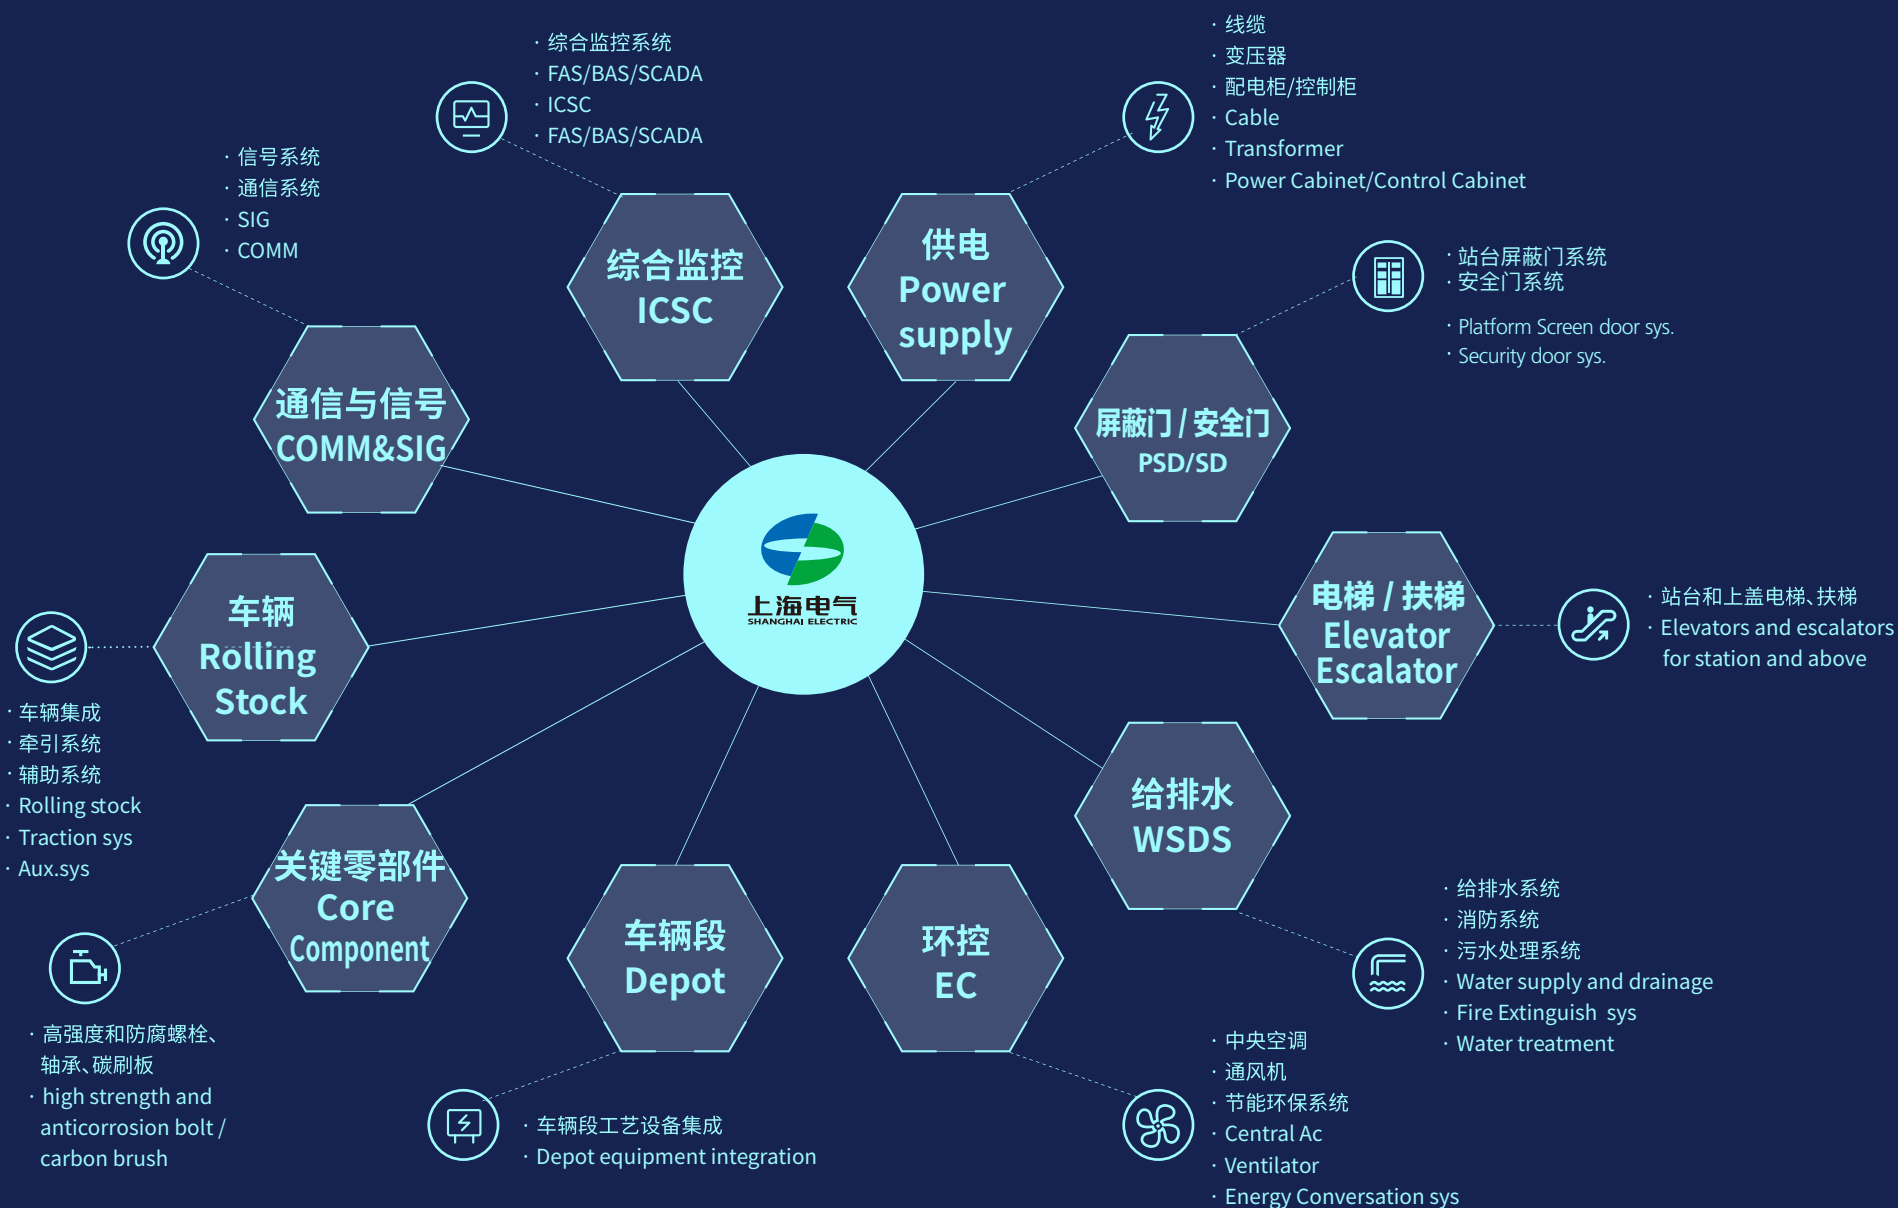 · 综合监控系统
· FAS/BAS/SCADA
· ICSC
· FAS/BAS/SCADA
· 线缆
· 变压器
· 配电柜/控制柜
· Cable
· Transformer
· Power Cabinet/Control Cabinet
· 信号系统
· 通信系统
· SIG
· COMM
综合监控
ICSC
供电
Power
supply
· 站台屏蔽门系统
· 安全门系统
· Platform Screen door sys.
· Security door sys.
通信与信号
COMM&SIG
屏蔽门 / 安全门
PSD/SD
上海电气
SHANGHAI ELECTRIC
车辆
Rolling
Stock
电梯 / 扶梯
Elevator
Escalator
· 站台和上盖电梯、扶梯
· Elevators and escalators
for station and above
· 车辆集成
· 牵引系统
· 辅助系统
· Rolling stock
· Traction sys
· Aux.sys
给排水
WSDS
关键零部件
Core
Component
车辆段
Depot
环控
EC
· 给排水系统
· 消防系统
· 污水处理系统
· Water supply and drainage
· Fire Extinguish sys
· Water treatment
· 高强度和防腐螺栓、
轴承、碳刷板
· high strength and
anticorrosion bolt /
carbon brush
· 车辆段工艺设备集成
· Depot equipment integration
· 中央空调
· 通风机
· 节能环保系统
· Central Ac
· Ventilator
· Energy Conversation sys